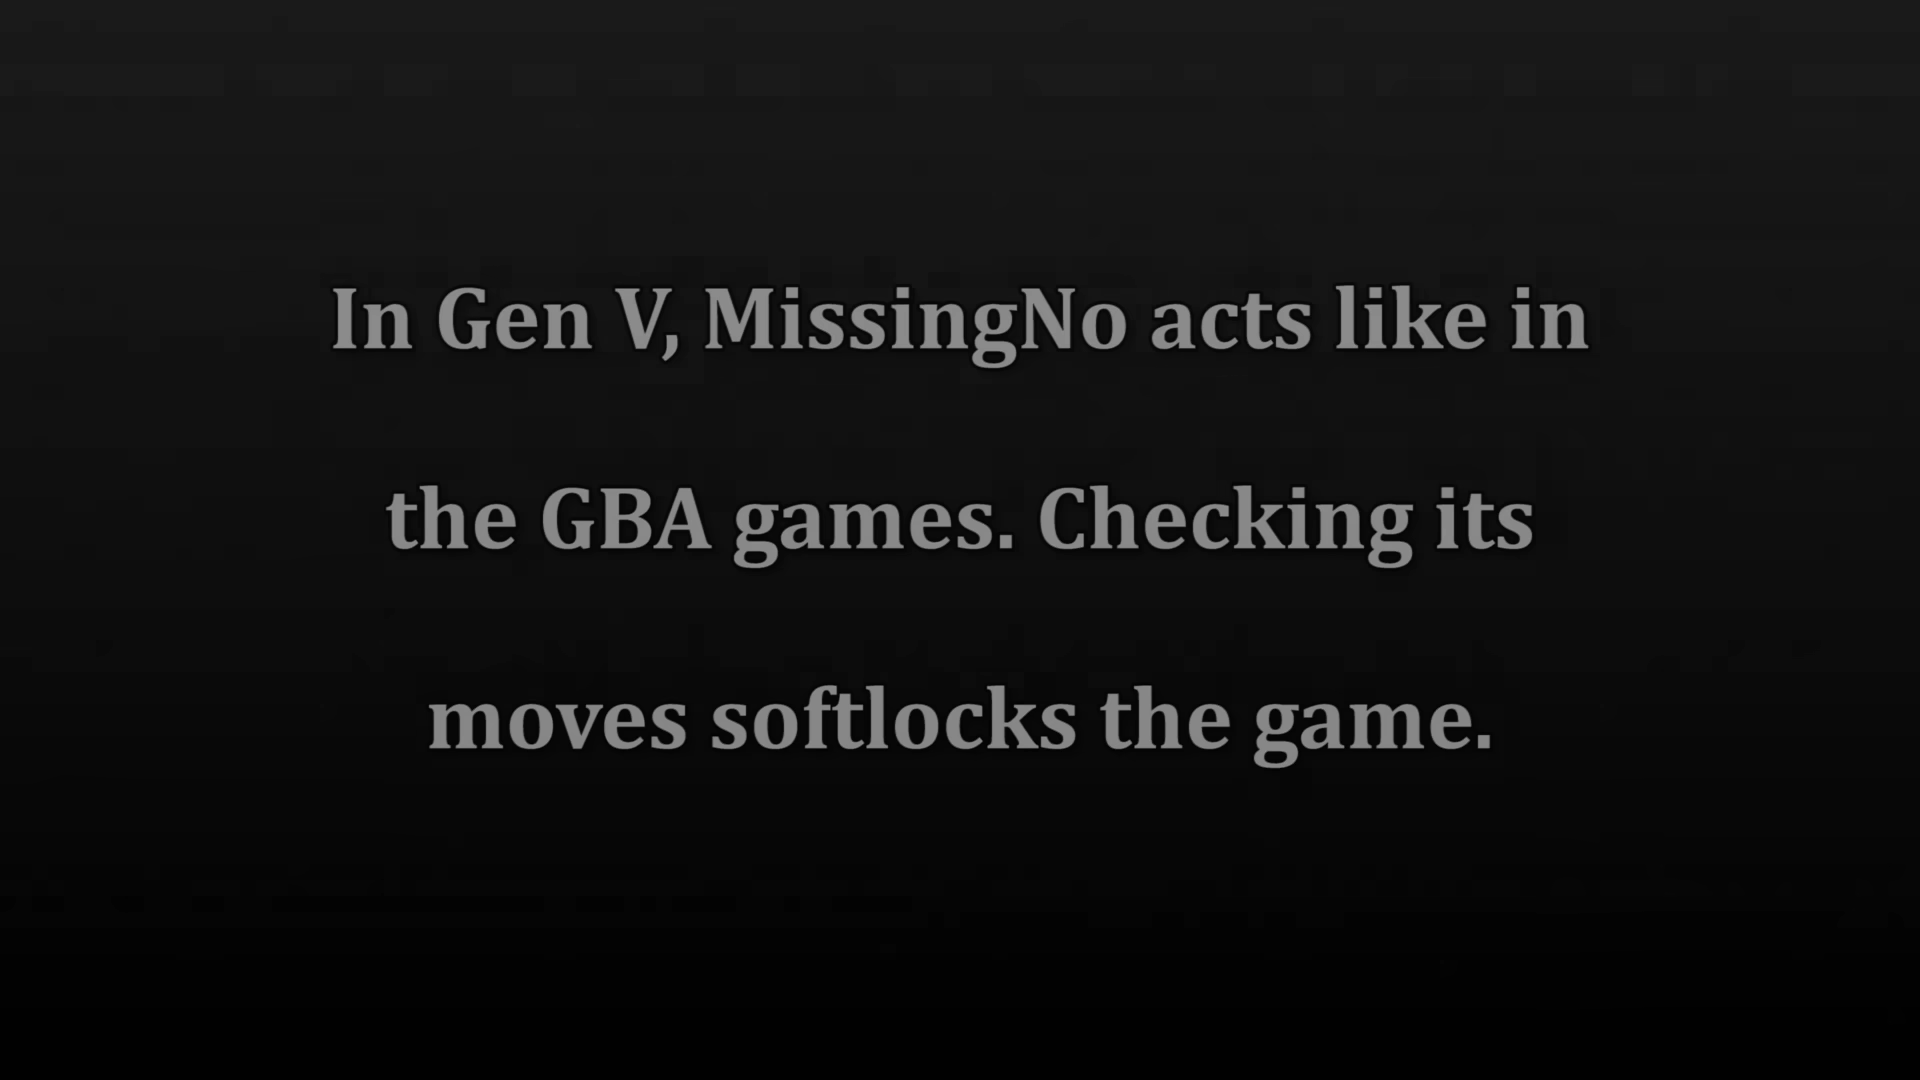 In Gen V, MissingNo acts like in
the GBA games. Checking its
moves softlocks the game.